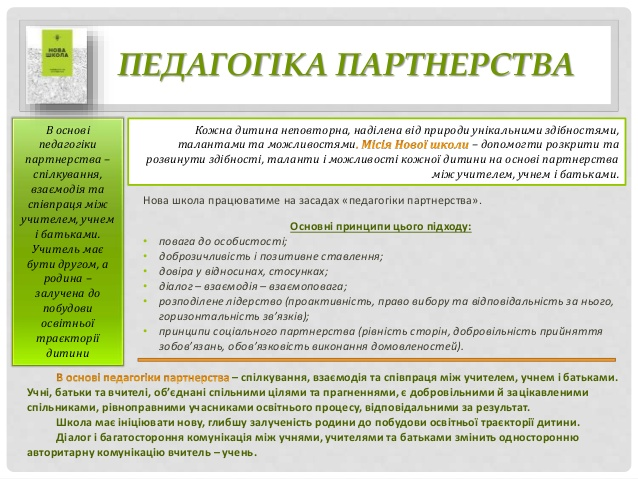 НОВА
ШКОЛА
ПЕДАГОГІКА ПАРТНЕРСТВА
В основі
педагогіки
партнерства –
спілкування,
взаємодія та
співпраця між
учителем, учнем
і батьками.
Учитель має
бути другом, а
родина –
залучена до
побудови
освітньої
траєкторії
дитини
Кожна дитина неповторна, наділена від природи унікальними здібностями,
талантами та можливостями. Місія Нової школи – допомогти розкрити та
розвинути здібності, таланти і можливості кожної дитини на основі партнерства
між учителем, учнем і батьками.
Нова школа працюватиме на засадах «педагогіки партнерства».
Основні принципи цього підходу:
• повага до особистості;
• доброзичливість і позитивне ставлення;
• довіра у відносинах, стосунках;
• діалог – взаємодія – взаємоповага;
• розподілене лідерство (проактивність, право вибору та відповідальність за нього,
горизонтальність зв’язків);
• принципи соціального партнерства (рівність сторін, добровільність прийняття
зобов’язань, обов’язковість виконання домовленостей).
В основі педагогіки партнерства – спілкування, взаємодія та співпраця між учителем, учнем і батьками.
Учні, батьки та вчителі, об’єднані спільними цілями та прагненнями, є добровільними й зацікавленими
спільниками, рівноправними учасниками освітнього процесу, відповідальними за результат.
Школа має ініціювати нову, глибшу залученість родини до побудови освітньої траєкторії дитини.
Діалог і багатостороння комунікація між учнями, учителями та батьками змінить односторонню
авторитарну комунікацію вчитель – учень.